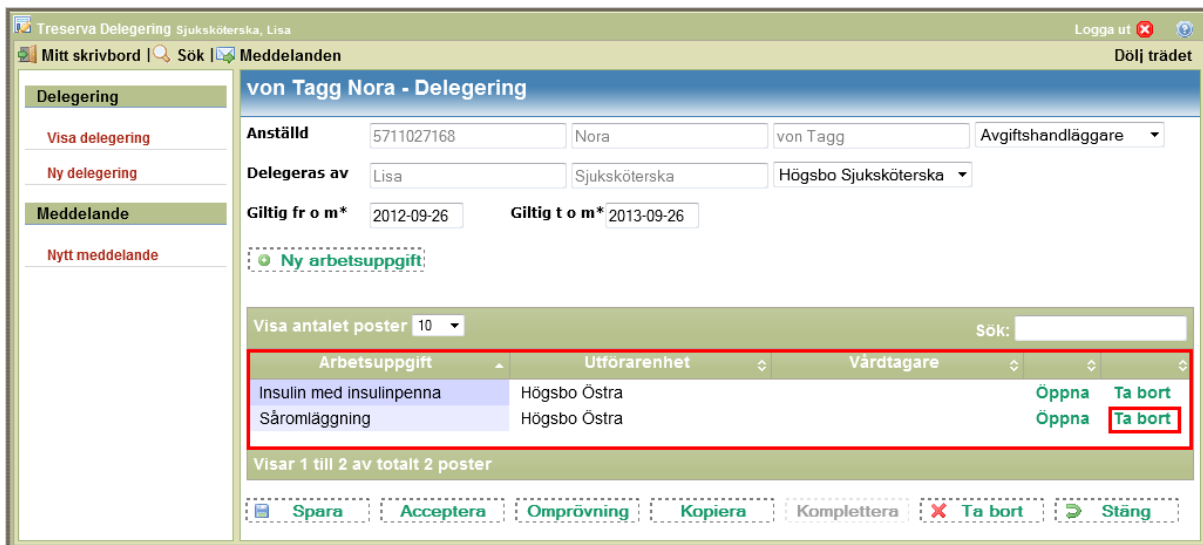 Treserva Delegering Sjuksköterska, Lisa Logga ut
Mitt skrivbord | Sök | Meddelanden Dölj trädet
Delegering
Visa delegering
Ny delegering
Meddelande
Nytt meddelande
von Tagg Nora - Delegering
Anställd 5711027168 Nora von Tagg Avgiftshandläggare
Delegeras av Lisa Sjuksköterska Högsbo Sjuksköterska
Giltig fr o m* 2012-09-26 Giltig t o m* 2013-09-26
Ny arbetsuppgift
Visa antalet poster 10 Sök:
Arbetsuppgift Utförarenhet Vårdtagare
Insulin med insulinpenna Högsbo Östra Öppna Ta bort
Såromläggning Högsbo Östra Öppna Ta bort
Visar 1 till 2 av totalt 2 poster
Spara Acceptera Omprövning Kopiera Komplettera Ta bort Stäng